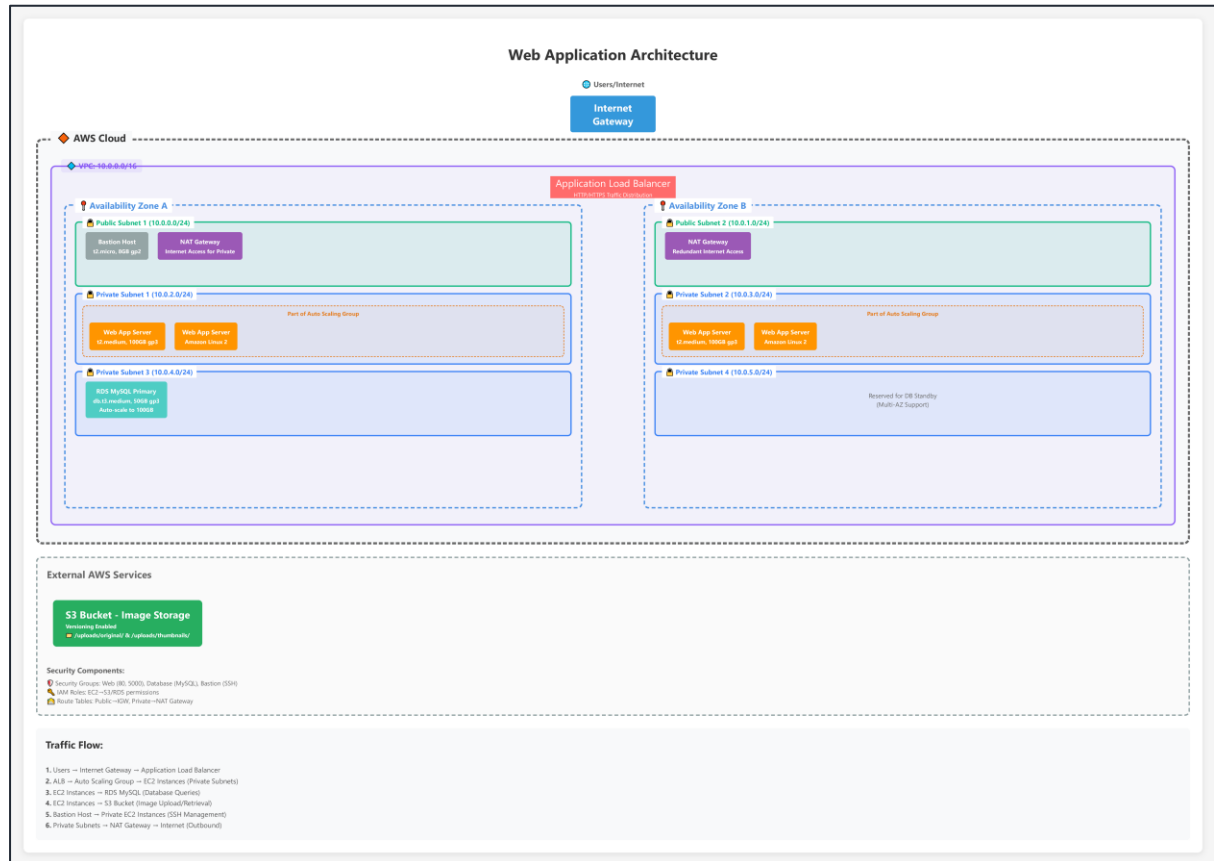 Web Application Architecture
Users/Internet
Internet
Gateway
AWS Cloud
VPC: 10.0.0.0/16
Application Load Balancer
HTTP/HTTPS Traffic Distribution
Availability Zone A
Public Subnet 1 (10.0.0.0/24)
Bastion Host
t2.micro, 8GB gp2
NAT Gateway
Internet Access for Private
Private Subnet 1 (10.0.2.0/24)
Part of Auto Scaling Group
Web App Server
t2.medium, 100GB gp3
Web App Server
Amazon Linux 2
Private Subnet 3 (10.0.4.0/24)
RDS MySQL Primary
db.t3.medium, 50GB gp3
Auto-scale to 100GB
Availability Zone B
Public Subnet 2 (10.0.1.0/24)
NAT Gateway
Redundant Internet Access
Private Subnet 2 (10.0.3.0/24)
Part of Auto Scaling Group
Web App Server
t2.medium, 100GB gp3
Web App Server
Amazon Linux 2
Private Subnet 4 (10.0.5.0/24)
Reserved for DB Standby
(Multi-AZ Support)
External AWS Services
S3 Bucket - Image Storage
Versioning Enabled
/uploads/original/ & /uploads/thumbnails/
Security Components:
Security Groups: Web (80, 5000), Database (MySQL), Bastion (SSH)
IAM Roles: EC2→S3/RDS permissions
Route Tables: Public→IGW, Private→NAT Gateway
Traffic Flow:
1. Users → Internet Gateway → Application Load Balancer
2. ALB → Auto Scaling Group → EC2 Instances (Private Subnets)
3. EC2 Instances → RDS MySQL (Database Queries)
4. EC2 Instances → S3 Bucket (Image Upload/Retrieval)
5. Bastion Host → Private EC2 Instances (SSH Management)
6. Private Subnets → NAT Gateway → Internet (Outbound)